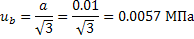 u_b = a/√3 = 0.01/√3 = 0.0057 МПа